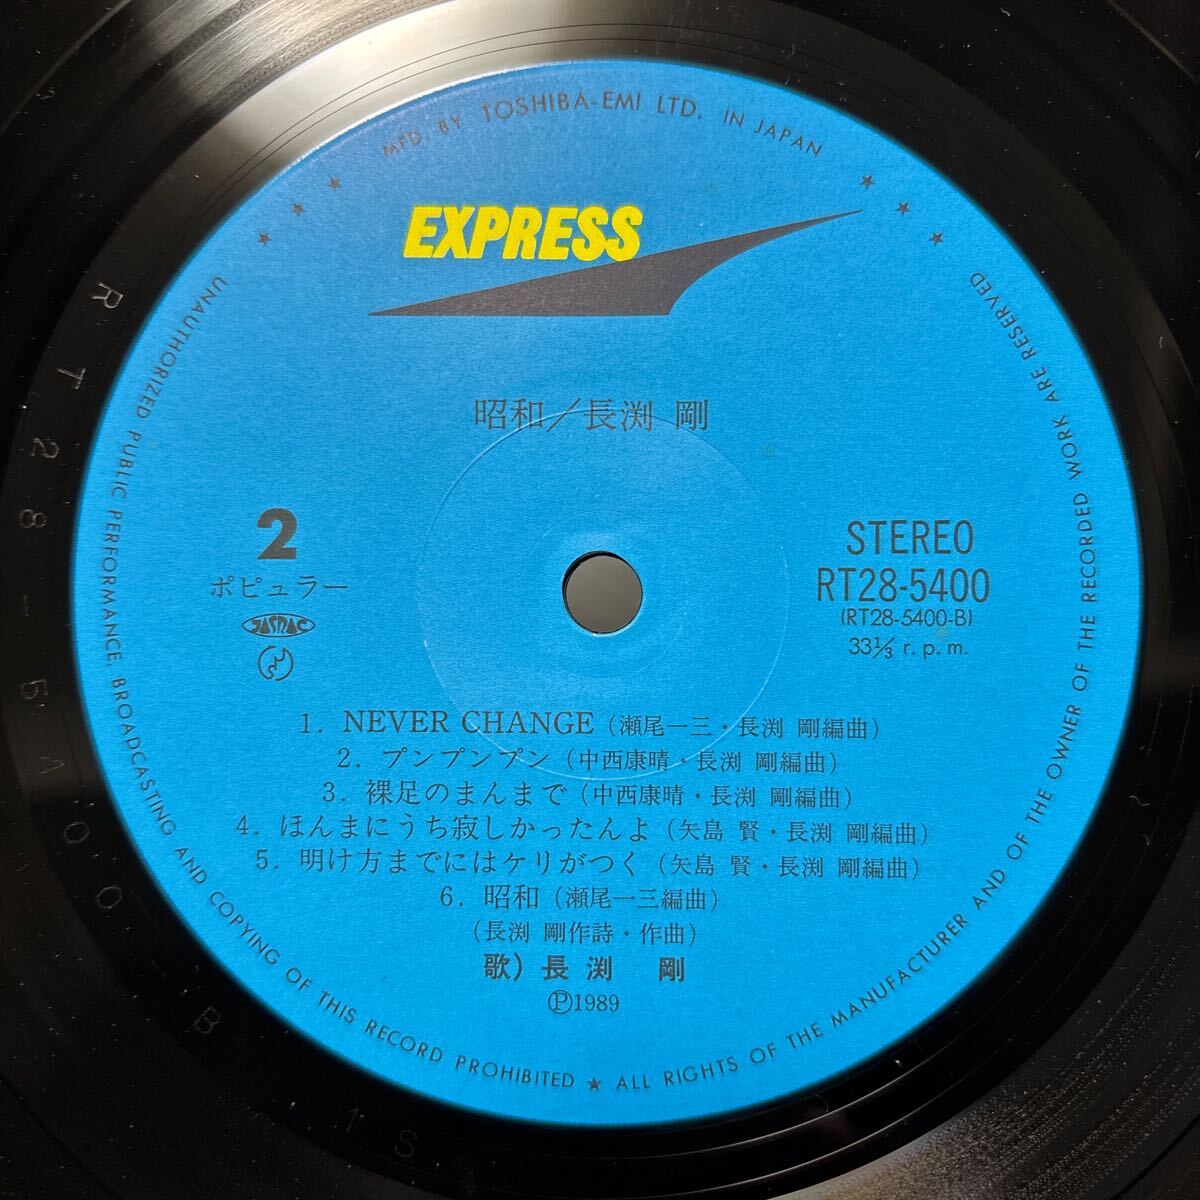 MFD. BY TOSHIBA-EMI LTD. IN JAPAN
EXPRESS
昭和／長渕 剛
2
ポピュラー
JASRAC
STEREO
RT28-5400
(RT28-5400-B)
33⅓ r.p.m.
1. NEVER CHANGE (瀬尾一三・長渕 剛編曲)
2. プンプンプン (中西康晴・長渕 剛編曲)
3. 裸足のまんまで (中西康晴・長渕 剛編曲)
4. ほんまにうち寂しかったんよ (矢島 賢・長渕 剛編曲)
5. 明け方までにはケリがつく (矢島 賢・長渕 剛編曲)
6. 昭和 (瀬尾一三編曲)
(長渕 剛作詩・作曲)
歌) 長渕 剛
Ⓟ1989
UNAUTHORIZED PUBLIC PERFORMANCE, BROADCASTING AND COPYING OF THIS RECORD PROHIBITED ★ ALL RIGHTS OF THE MANUFACTURER AND OF THE OWNER OF THE RECORDED WORK ARE RESERVED
RT28-5400-B 1S